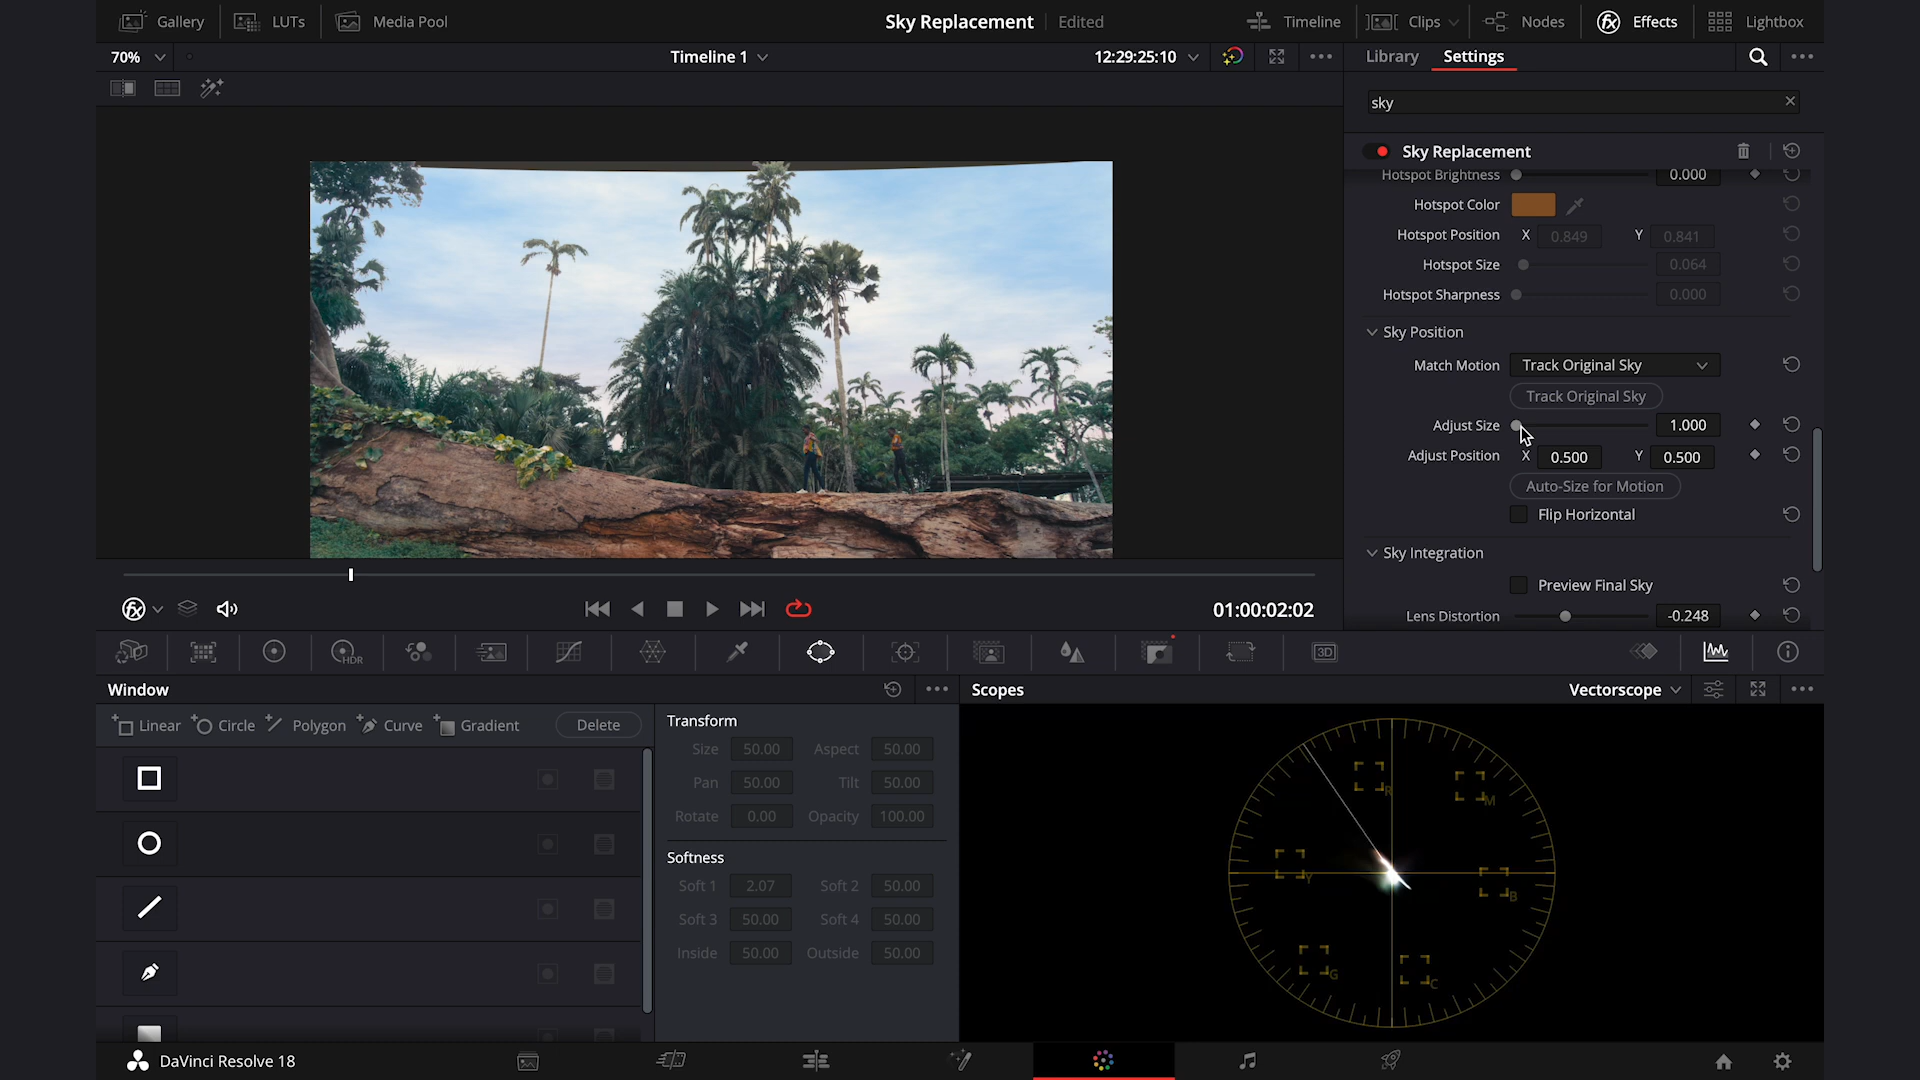 Gallery LUTs Media Pool Sky Replacement Edited Timeline Clips Nodes Effects Lightbox
70% Timeline 1 12:29:25:10 Library Settings
sky
Sky Replacement
Hotspot Brightness 0.000
Hotspot Color
Hotspot Position X 0.849 Y 0.841
Hotspot Size 0.064
Hotspot Sharpness 0.000
Sky Position
Match Motion Track Original Sky
Track Original Sky
Adjust Size 1.000
Adjust Position X 0.500 Y 0.500
Auto-Size for Motion
Flip Horizontal
Sky Integration
Preview Final Sky
Lens Distortion -0.248
01:00:02:02
HDR
3D
Window
Linear Circle Polygon Curve Gradient Delete
Transform
Size 50.00 Aspect 50.00
Pan 50.00 Tilt 50.00
Rotate 0.00 Opacity 100.00
Softness
Soft 1 2.07 Soft 2 50.00
Soft 3 50.00 Soft 4 50.00
Inside 50.00 Outside 50.00
Scopes Vectorscope
R
M
Y
B
G
C
DaVinci Resolve 18